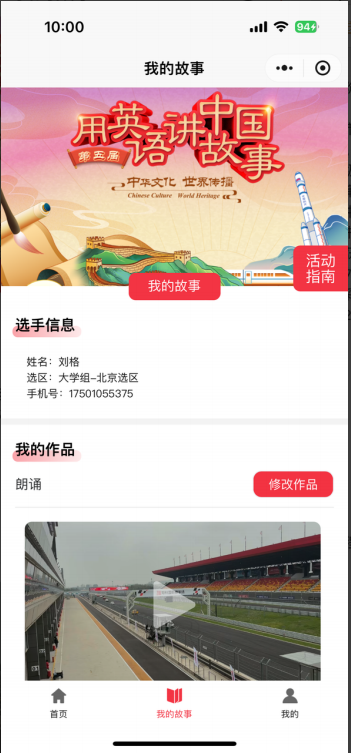 10:00
94
我的故事
用英语讲中国故事
第五届
中华文化 世界传播
Chinese Culture World Heritage
活动
指南
我的故事
选手信息
姓名：刘格
选区：大学组-北京选区
手机号：17501055375
我的作品
朗诵
修改作品
首页
我的故事
我的